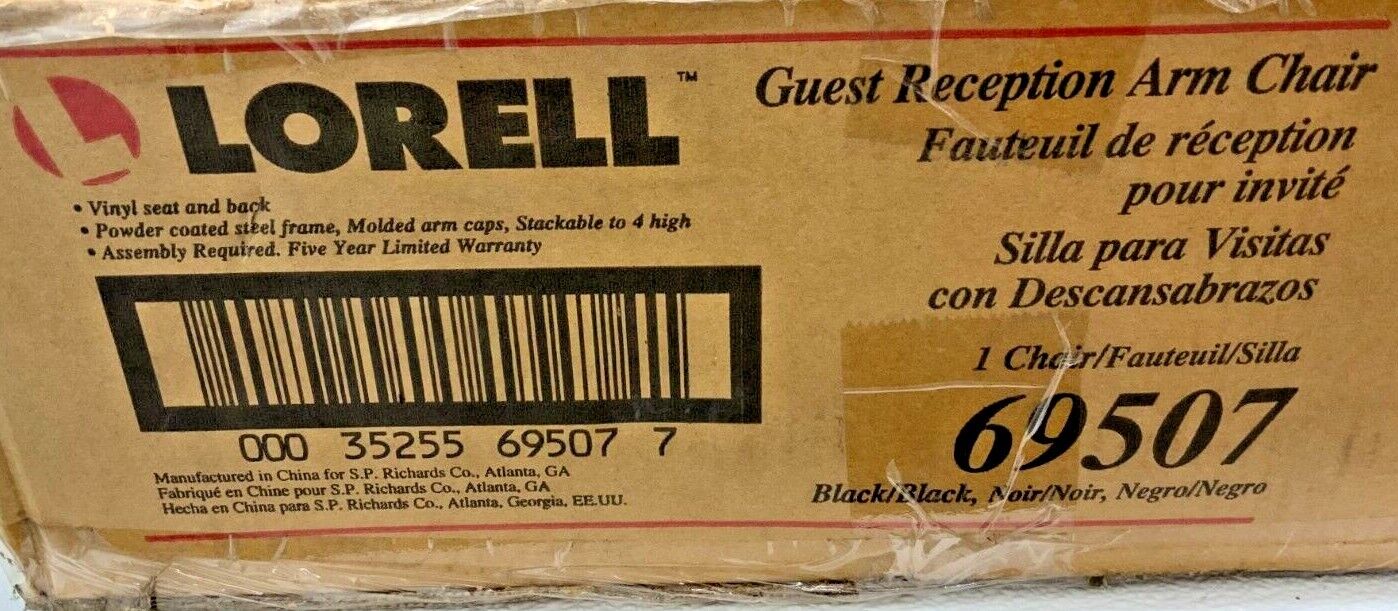 LORELL™
• Vinyl seat and back
• Powder coated steel frame, Molded arm caps, Stackable to 4 high
• Assembly Required. Five Year Limited Warranty
000 35255 69507 7
Manufactured in China for S.P. Richards Co., Atlanta, GA
Fabriqué en Chine pour S.P. Richards Co., Atlanta, GA
Hecha en China para S.P. Richards Co., Atlanta, Georgia, EE.UU.
Guest Reception Arm Chair
Fauteuil de réception
pour invité
Silla para Visitas
con Descansabrazos
1 Chair/Fauteuil/Silla
69507
Black/Black, Noir/Noir, Negro/Negro